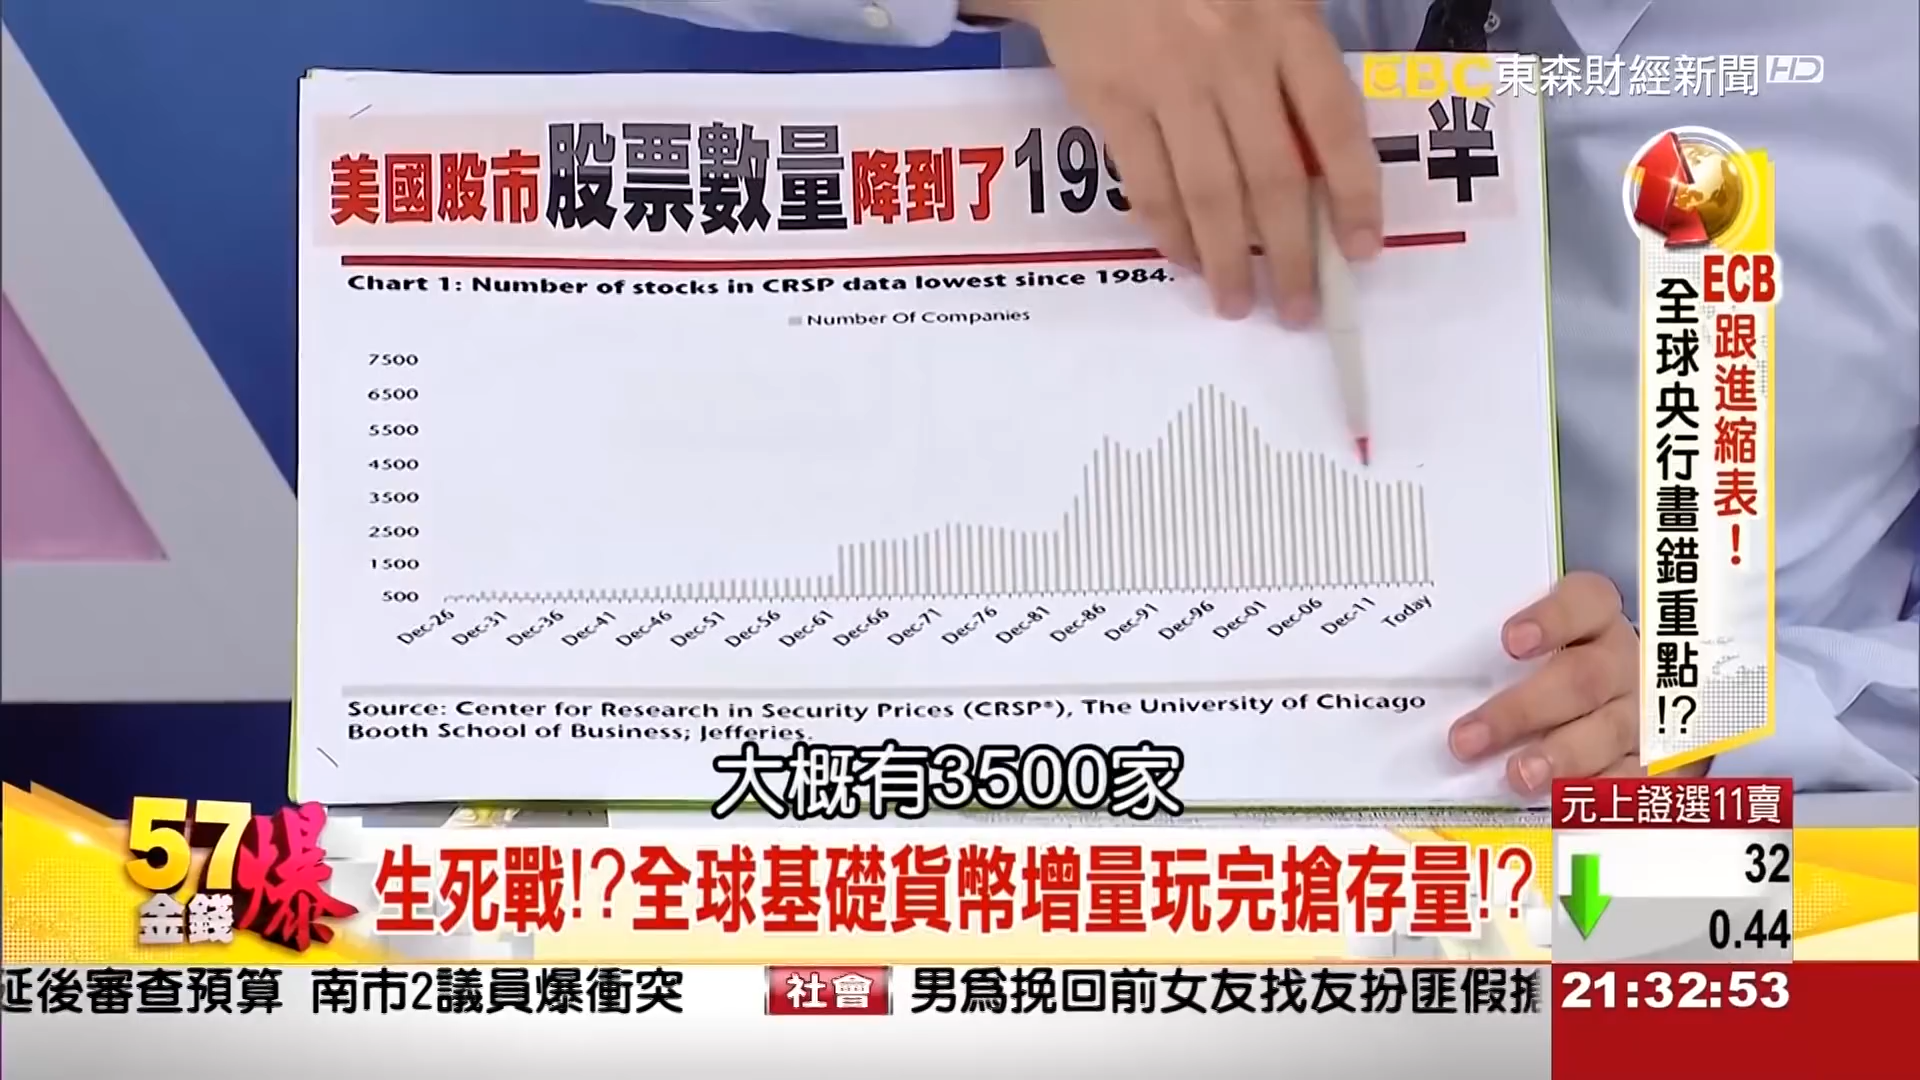 EBC東森財經新聞HD
美國股市股票數量降到了199
一半
Chart 1: Number of stocks in CRSP data lowest since 1984.
Number Of Companies
7500
6500
5500
4500
3500
2500
1500
500
Dec-26 Dec-31 Dec-36 Dec-41 Dec-46 Dec-51 Dec-56 Dec-61 Dec-66 Dec-71 Dec-76 Dec-81 Dec-86 Dec-91 Dec-96 Dec-01 Dec-06 Dec-11 Today
Source: Center for Research in Security Prices (CRSP®), The University of Chicago
Booth School of Business; Jefferies.
ECB跟進縮表！
全球央行畫錯重點!?
大概有3500家
57金錢爆
生死戰!?全球基礎貨幣增量玩完搶存量!?
元上證選11賣
32
0.44
延後審查預算 南市2議員爆衝突 社會 男為挽回前女友找友扮匪假搶
21:32:53